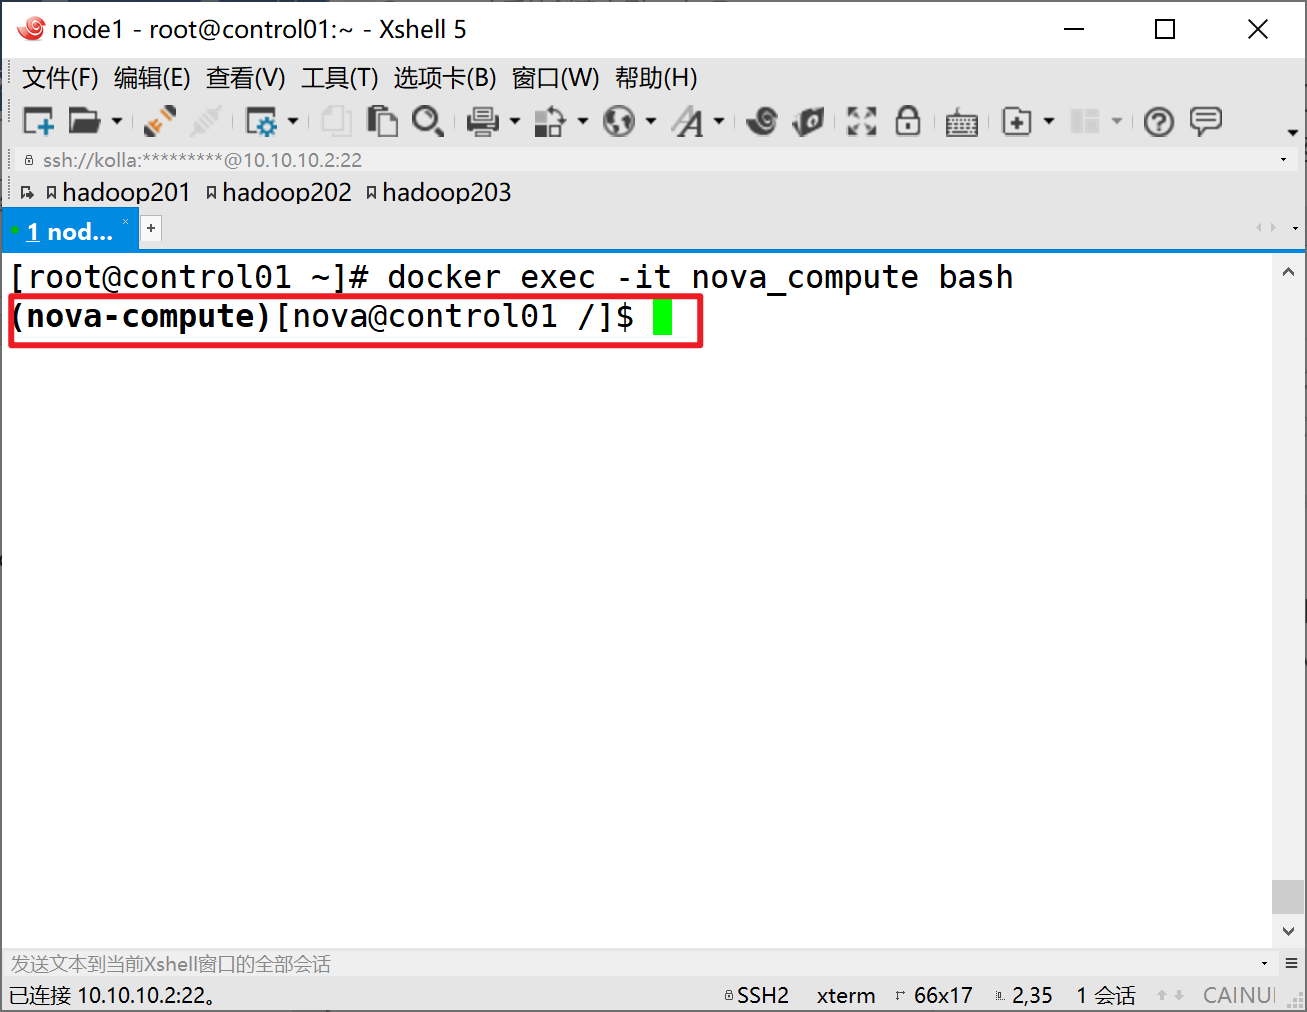 node1 - root@control01:~ - Xshell 5
文件(F) 编辑(E) 查看(V) 工具(T) 选项卡(B) 窗口(W) 帮助(H)
ssh://kolla:*********@10.10.10.2:22
hadoop201 hadoop202 hadoop203
1 nod... × +
[root@control01 ~]# docker exec -it nova_compute bash
(nova-compute)[nova@control01 /]$
发送文本到当前Xshell窗口的全部会话
已连接 10.10.10.2:22。 SSH2 xterm 66x17 2,35 1 会话